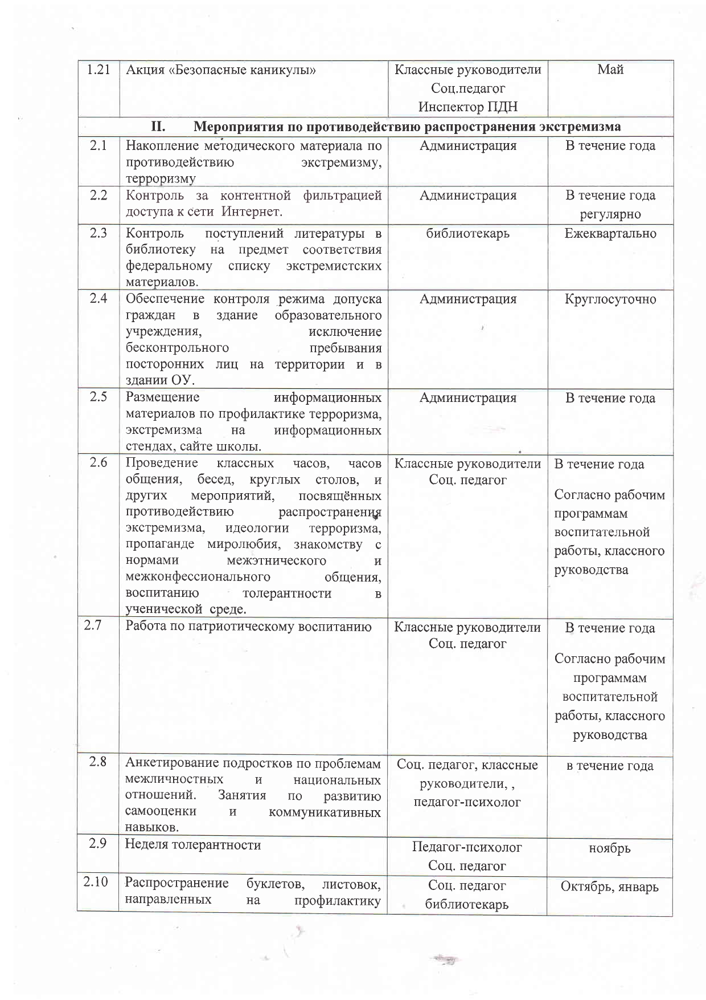 1.21 Акция «Безопасные каникулы» Классные руководители Май
Соц.педагог
Инспектор ПДН
II. Мероприятия по противодействию распространения экстремизма
2.1 Накопление методического материала по Администрация В течение года
противодействию экстремизму,
терроризму
2.2 Контроль за контентной фильтрацией Администрация В течение года
доступа к сети Интернет. регулярно
2.3 Контроль поступлений литературы в библиотекарь Ежеквартально
библиотеку на предмет соответствия
федеральному списку экстремистских
материалов.
2.4 Обеспечение контроля режима допуска Администрация Круглосуточно
граждан в здание образовательного
учреждения, исключение
бесконтрольного пребывания
посторонних лиц на территории и в
здании ОУ.
2.5 Размещение информационных Администрация В течение года
материалов по профилактике терроризма,
экстремизма на информационных
стендах, сайте школы.
2.6 Проведение классных часов, часов Классные руководители В течение года
общения, бесед, круглых столов, и Соц. педагог
других мероприятий, посвящённых Согласно рабочим
противодействию распространения программам
экстремизма, идеологии терроризма, воспитательной
пропаганде миролюбия, знакомству с работы, классного
нормами межэтнического и руководства
межконфессионального общения,
воспитанию толерантности в
ученической среде.
2.7 Работа по патриотическому воспитанию Классные руководители В течение года
Соц. педагог
Согласно рабочим
программам
воспитательной
работы, классного
руководства
2.8 Анкетирование подростков по проблемам Соц. педагог, классные в течение года
межличностных и национальных руководители, ,
отношений. Занятия по развитию педагог-психолог
самооценки и коммуникативных
навыков.
2.9 Неделя толерантности Педагог-психолог ноябрь
Соц. педагог
2.10 Распространение буклетов, листовок, Соц. педагог Октябрь, январь
направленных на профилактику библиотекарь